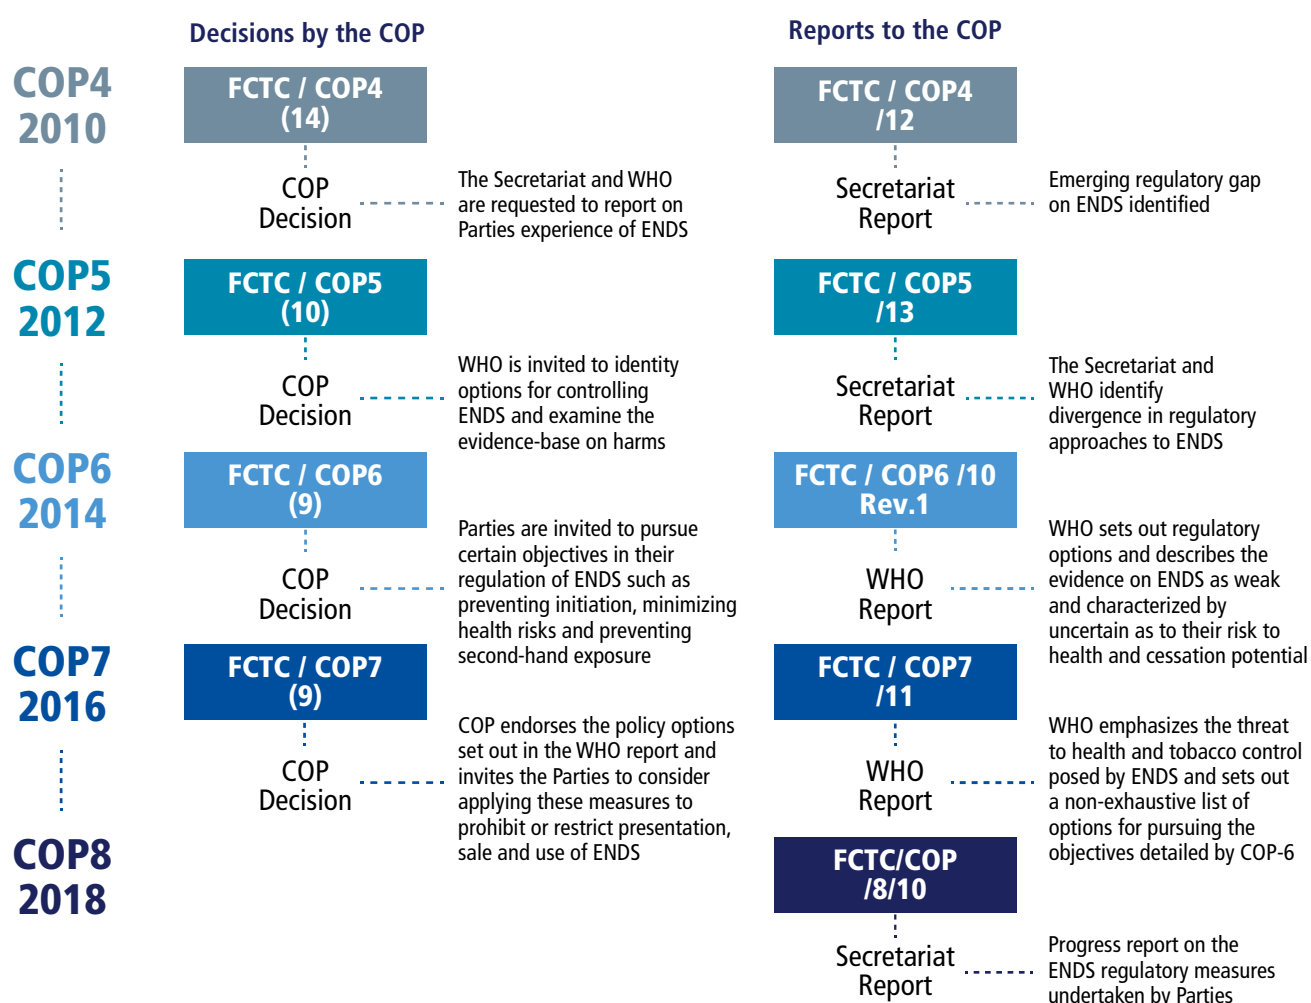 Decisions by the COP
Reports to the COP
COP4
2010
FCTC / COP4
(14)
COP
Decision
The Secretariat and WHO
are requested to report on
Parties experience of ENDS
FCTC / COP4
/12
Secretariat
Report
Emerging regulatory gap
on ENDS identified
COP5
2012
FCTC / COP5
(10)
COP
Decision
WHO is invited to identity
options for controlling
ENDS and examine the
evidence-base on harms
FCTC / COP5
/13
Secretariat
Report
The Secretariat and
WHO identify
divergence in regulatory
approaches to ENDS
COP6
2014
FCTC / COP6
(9)
COP
Decision
Parties are invited to pursue
certain objectives in their
regulation of ENDS such as
preventing initiation, minimizing
health risks and preventing
second-hand exposure
FCTC / COP6 /10
Rev.1
WHO
Report
WHO sets out regulatory
options and describes the
evidence on ENDS as weak
and characterized by
uncertain as to their risk to
health and cessation potential
COP7
2016
FCTC / COP7
(9)
COP
Decision
COP endorses the policy options
set out in the WHO report and
invites the Parties to consider
applying these measures to
prohibit or restrict presentation,
sale and use of ENDS
FCTC / COP7
/11
WHO
Report
WHO emphasizes the threat
to health and tobacco control
posed by ENDS and sets out
a non-exhaustive list of
options for pursuing the
objectives detailed by COP-6
COP8
2018
FCTC/COP
/8/10
Secretariat
Report
Progress report on the
ENDS regulatory measures
undertaken by Parties